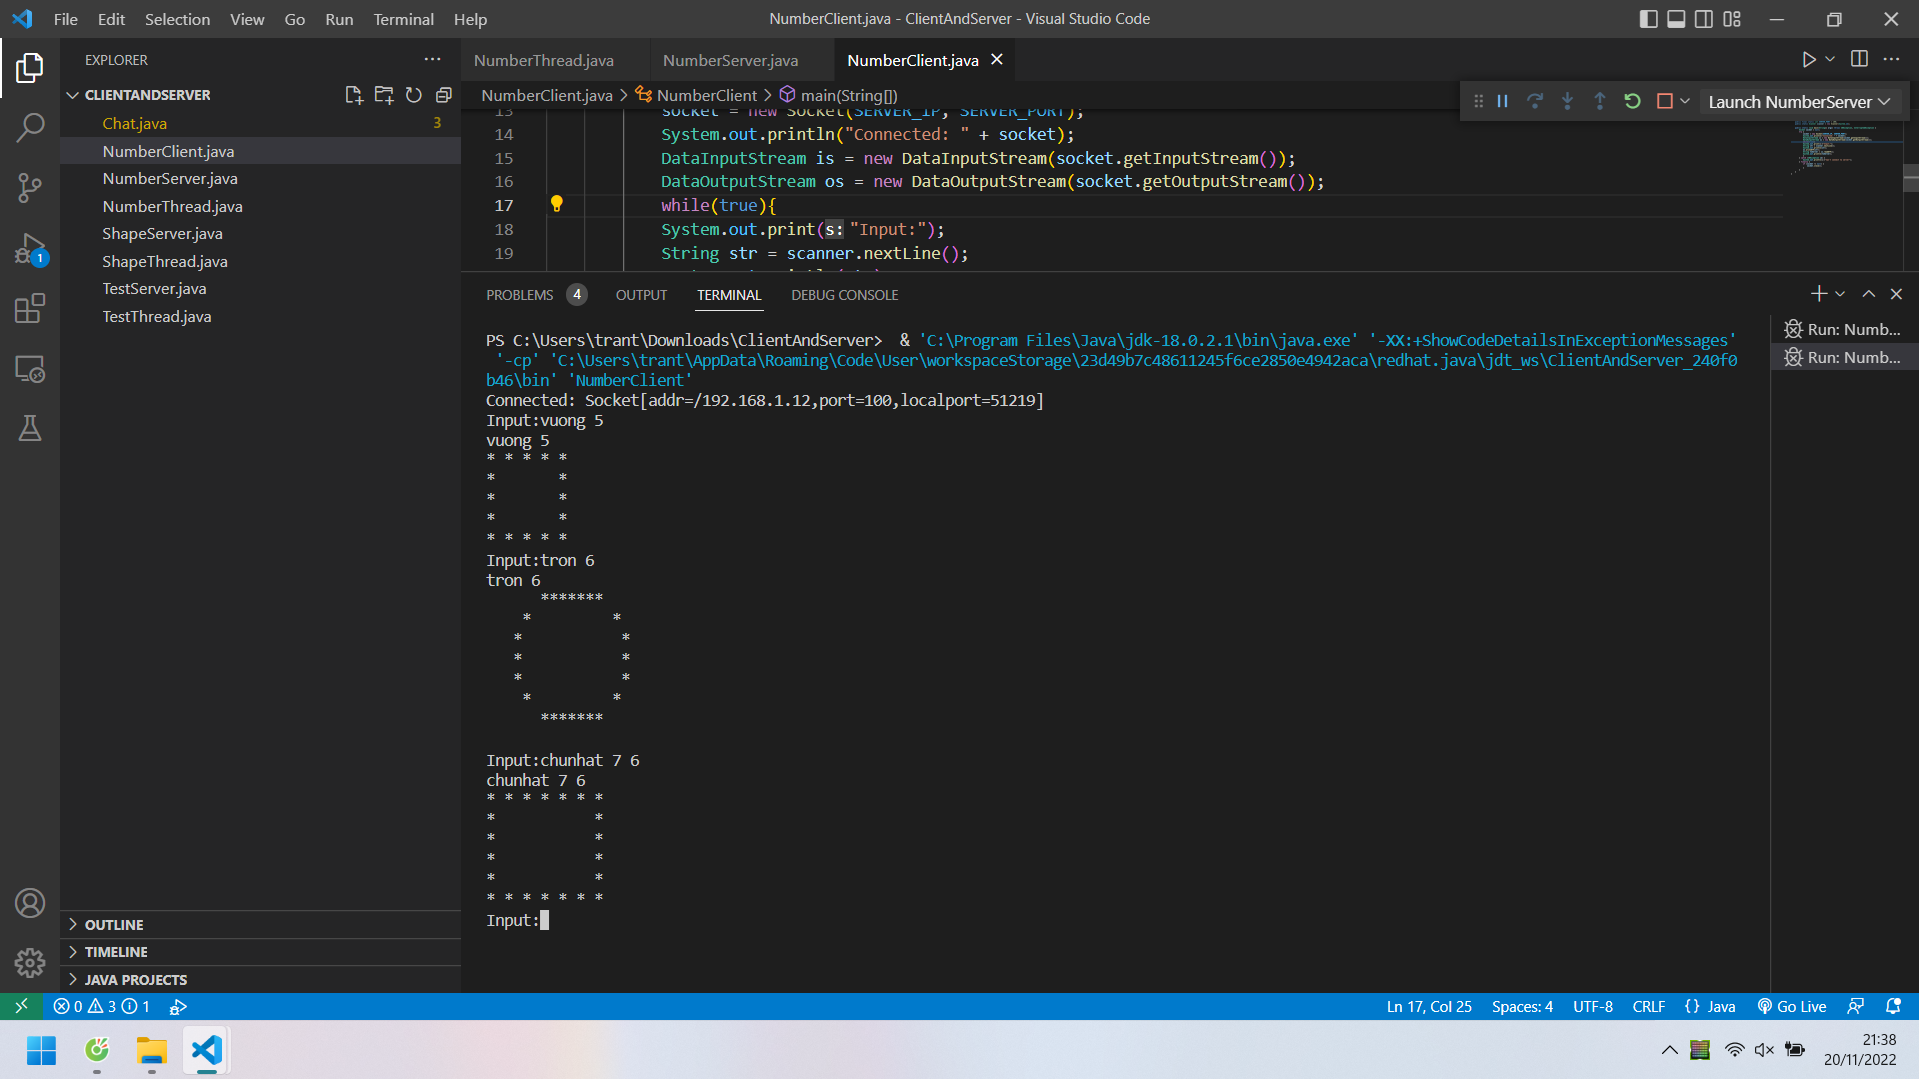 File Edit Selection View Go Run Terminal Help
NumberClient.java - ClientAndServer - Visual Studio Code
EXPLORER
CLIENTANDSERVER
Chat.java 3
NumberClient.java
NumberServer.java
NumberThread.java
ShapeServer.java
ShapeThread.java
TestServer.java
TestThread.java
1
OUTLINE
TIMELINE
JAVA PROJECTS
NumberThread.java NumberServer.java NumberClient.java
NumberClient.java > NumberClient > main(String[])
Launch NumberServer
13 socket = new Socket(SERVER_IP, SERVER_PORT);
14 System.out.println("Connected: " + socket);
15 DataInputStream is = new DataInputStream(socket.getInputStream());
16 DataOutputStream os = new DataOutputStream(socket.getOutputStream());
17 while(true){
18 System.out.print(s: "Input:");
19 String str = scanner.nextLine();
PROBLEMS 4 OUTPUT TERMINAL DEBUG CONSOLE
PS C:\Users\trant\Downloads\ClientAndServer>  & 'C:\Program Files\Java\jdk-18.0.2.1\bin\java.exe' '-XX:+ShowCodeDetailsInExceptionMessages'
 '-cp' 'C:\Users\trant\AppData\Roaming\Code\User\workspaceStorage\23d49b7c48611245f6ce2850e4942aca\redhat.java\jdt_ws\ClientAndServer_240f0
b46\bin' 'NumberClient'
Connected: Socket[addr=/192.168.1.12,port=100,localport=51219]
Input:vuong 5
vuong 5
* * * * *
*       *
*       *
*       *
* * * * *
Input:tron 6
tron 6
      *******
    *         *
   *           *
   *           *
   *           *
    *         *
      *******
Input:chunhat 7 6
chunhat 7 6
* * * * * * *
*           *
*           *
*           *
*           *
* * * * * * *
Input:
Run: Numb...
Run: Numb...
0 3 1
Ln 17, Col 25 Spaces: 4 UTF-8 CRLF {} Java Go Live
21:38
20/11/2022